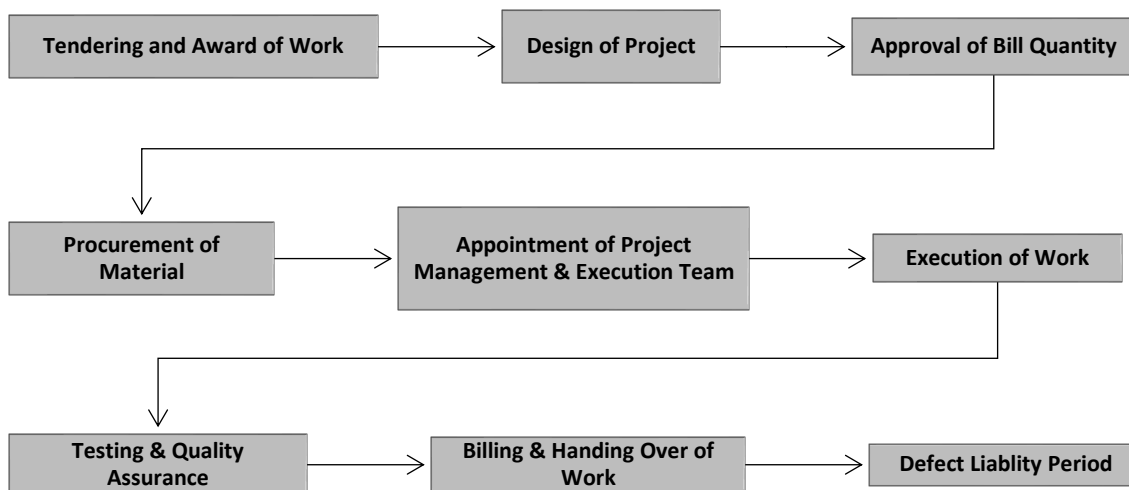 Tendering and Award of Work
Design of Project
Approval of Bill Quantity
Procurement of
Material
Appointment of Project
Management & Execution Team
Execution of Work
Testing & Quality
Assurance
Billing & Handing Over of
Work
Defect Liablity Period